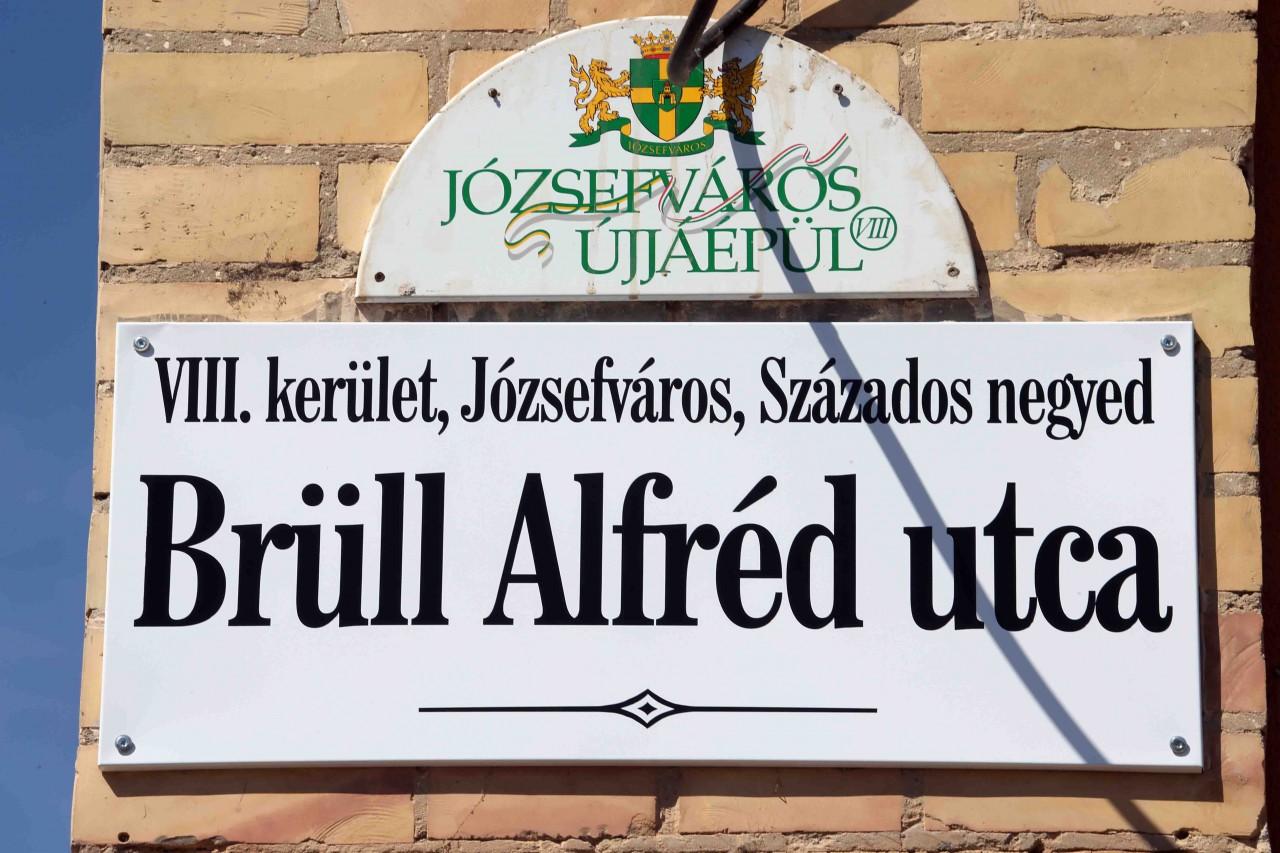 JÓZSEFVÁROS
JÓZSEFVÁROS
ÚJJÁÉPÜL VIII
VIII. kerület, Józsefváros, Százados negyed
Brüll Alfréd utca